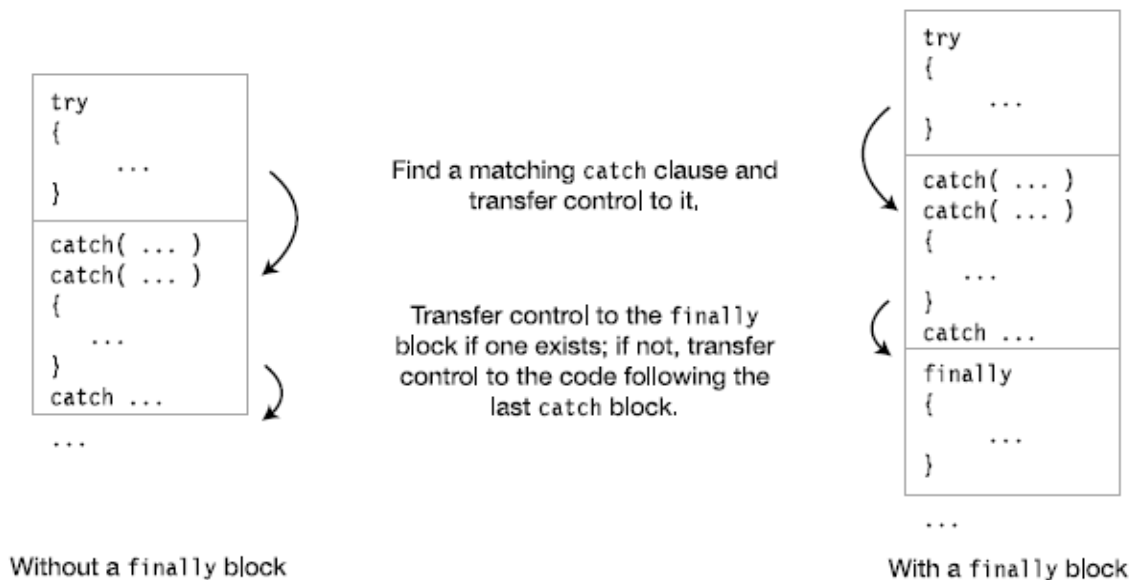 try
{
...
}
catch( ... )
catch( ... )
{
...
}
catch ...
...
Without a finally block
Find a matching catch clause and
transfer control to it.
Transfer control to the finally
block if one exists; if not, transfer
control to the code following the
last catch block.
try
{
...
}
catch( ... )
catch( ... )
{
...
}
catch ...
finally
{
...
}
...
With a finally block